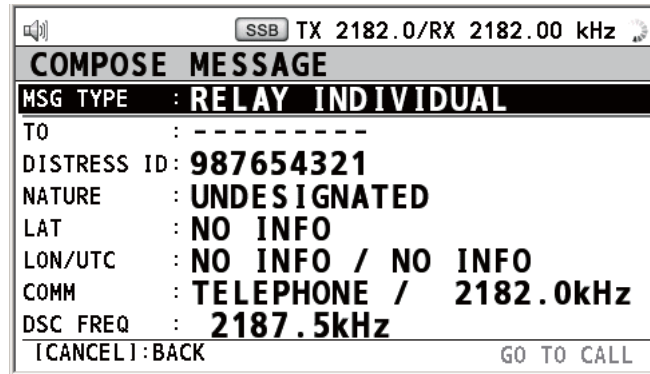 SSB TX 2182.0/RX 2182.00 kHz
COMPOSE MESSAGE
MSG TYPE : RELAY INDIVIDUAL
TO : ---------
DISTRESS ID: 987654321
NATURE : UNDESIGNATED
LAT : NO INFO
LON/UTC : NO INFO / NO INFO
COMM : TELEPHONE / 2182.0kHz
DSC FREQ : 2187.5kHz
[CANCEL]:BACK GO TO CALL